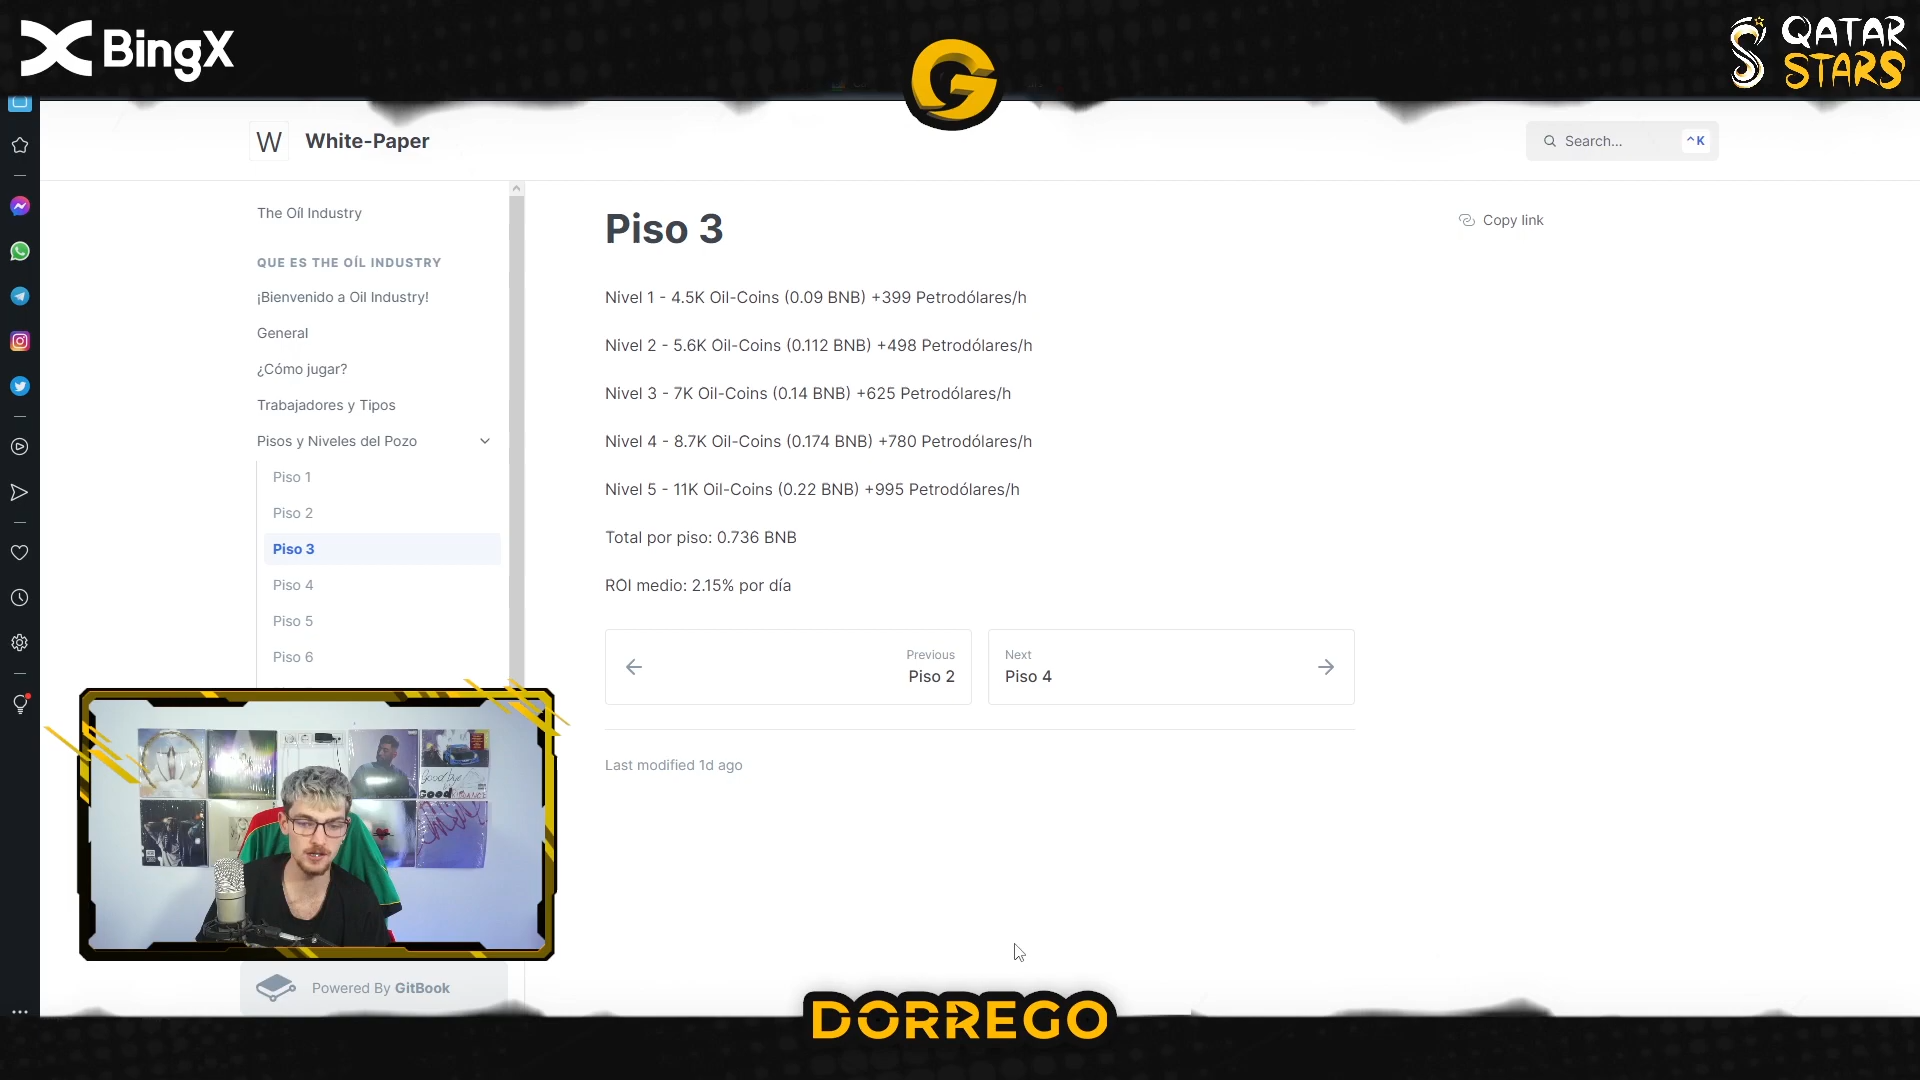 BingX
G
QATAR
STARS
W White-Paper
Search... ^K
The Oíl Industry
QUE ES THE OÍL INDUSTRY
¡Bienvenido a Oil Industry!
General
¿Cómo jugar?
Trabajadores y Tipos
Pisos y Niveles del Pozo
Piso 1
Piso 2
Piso 3
Piso 4
Piso 5
Piso 6
Piso 3
Copy link
Nivel 1 - 4.5K Oil-Coins (0.09 BNB) +399 Petrodólares/h
Nivel 2 - 5.6K Oil-Coins (0.112 BNB) +498 Petrodólares/h
Nivel 3 - 7K Oil-Coins (0.14 BNB) +625 Petrodólares/h
Nivel 4 - 8.7K Oil-Coins (0.174 BNB) +780 Petrodólares/h
Nivel 5 - 11K Oil-Coins (0.22 BNB) +995 Petrodólares/h
Total por piso: 0.736 BNB
ROI medio: 2.15% por día
Previous
Piso 2
Next
Piso 4
Last modified 1d ago
Goodbye
Good
Powered By GitBook
DORREGO